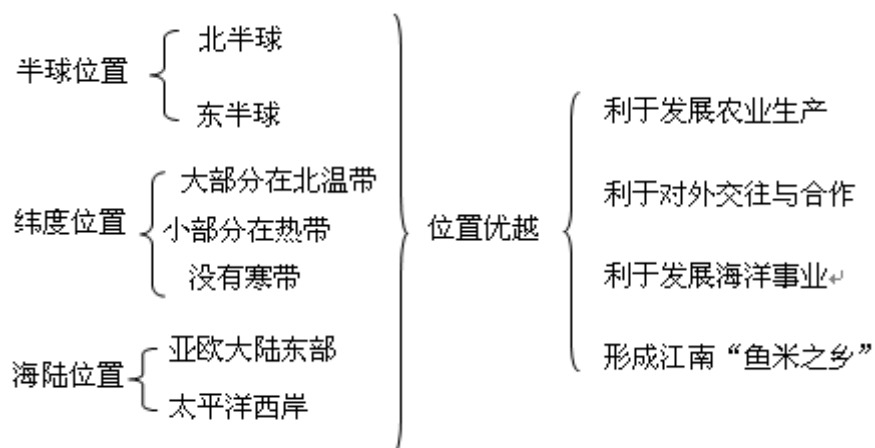 半球位置
北半球
东半球
纬度位置
大部分在北温带
小部分在热带
没有寒带
海陆位置
亚欧大陆东部
太平洋西岸
位置优越
利于发展农业生产
利于对外交往与合作
利于发展海洋事业↵
形成江南“鱼米之乡”